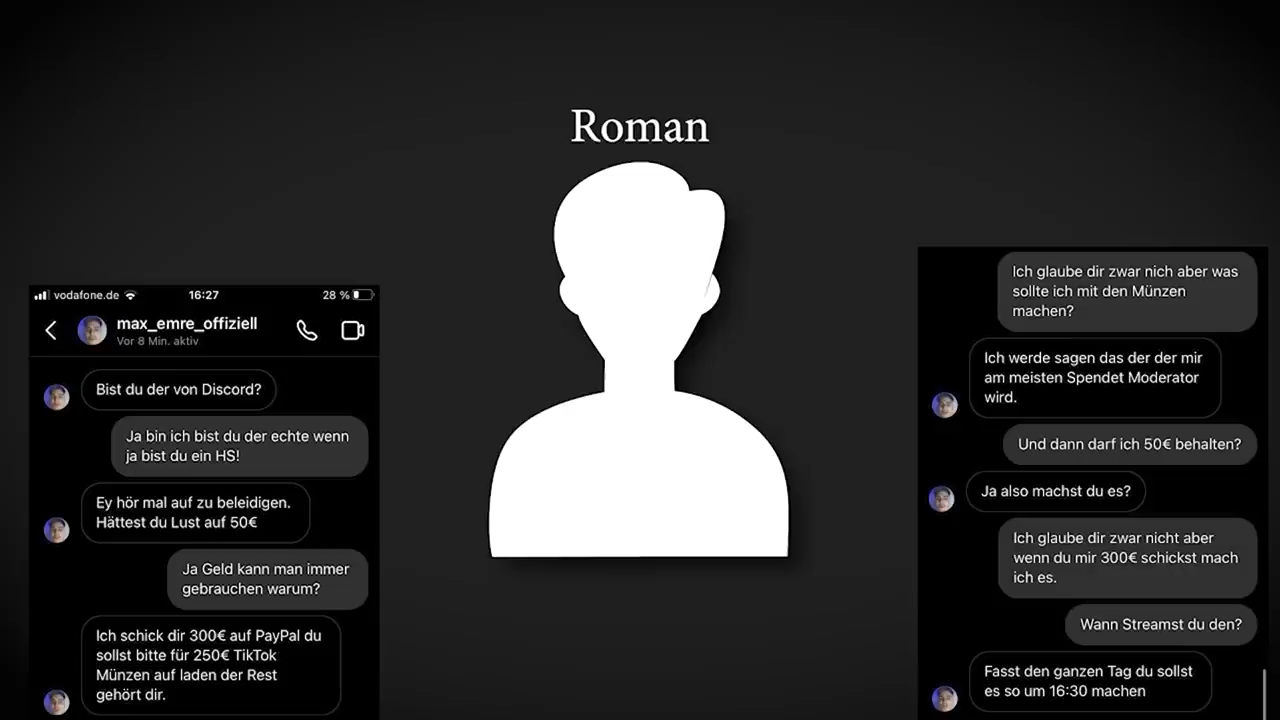 Roman
vodafone.de
16:27
28 %
max_emre_offiziell
Vor 8 Min. aktiv
Bist du der von Discord?
Ja bin ich bist du der echte wenn
ja bist du ein HS!
Ey hör mal auf zu beleidigen.
Hättest du Lust auf 50€
Ja Geld kann man immer
gebrauchen warum?
Ich schick dir 300€ auf PayPal du
sollst bitte für 250€ TikTok
Münzen auf laden der Rest
gehört dir.
Ich glaube dir zwar nich aber was
sollte ich mit den Münzen
machen?
Ich werde sagen das der der mir
am meisten Spendet Moderator
wird.
Und dann darf ich 50€ behalten?
Ja also machst du es?
Ich glaube dir zwar nicht aber
wenn du mir 300€ schickst mach
ich es.
Wann Streamst du den?
Fasst den ganzen Tag du sollst
es so um 16:30 machen